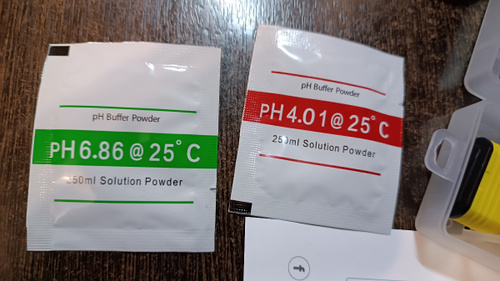 pH Buffer Powder
PH 6.86 @ 25°C
250ml Solution Powder
pH Buffer Powder
PH 4.01 @ 25°C
250ml Solution Powder